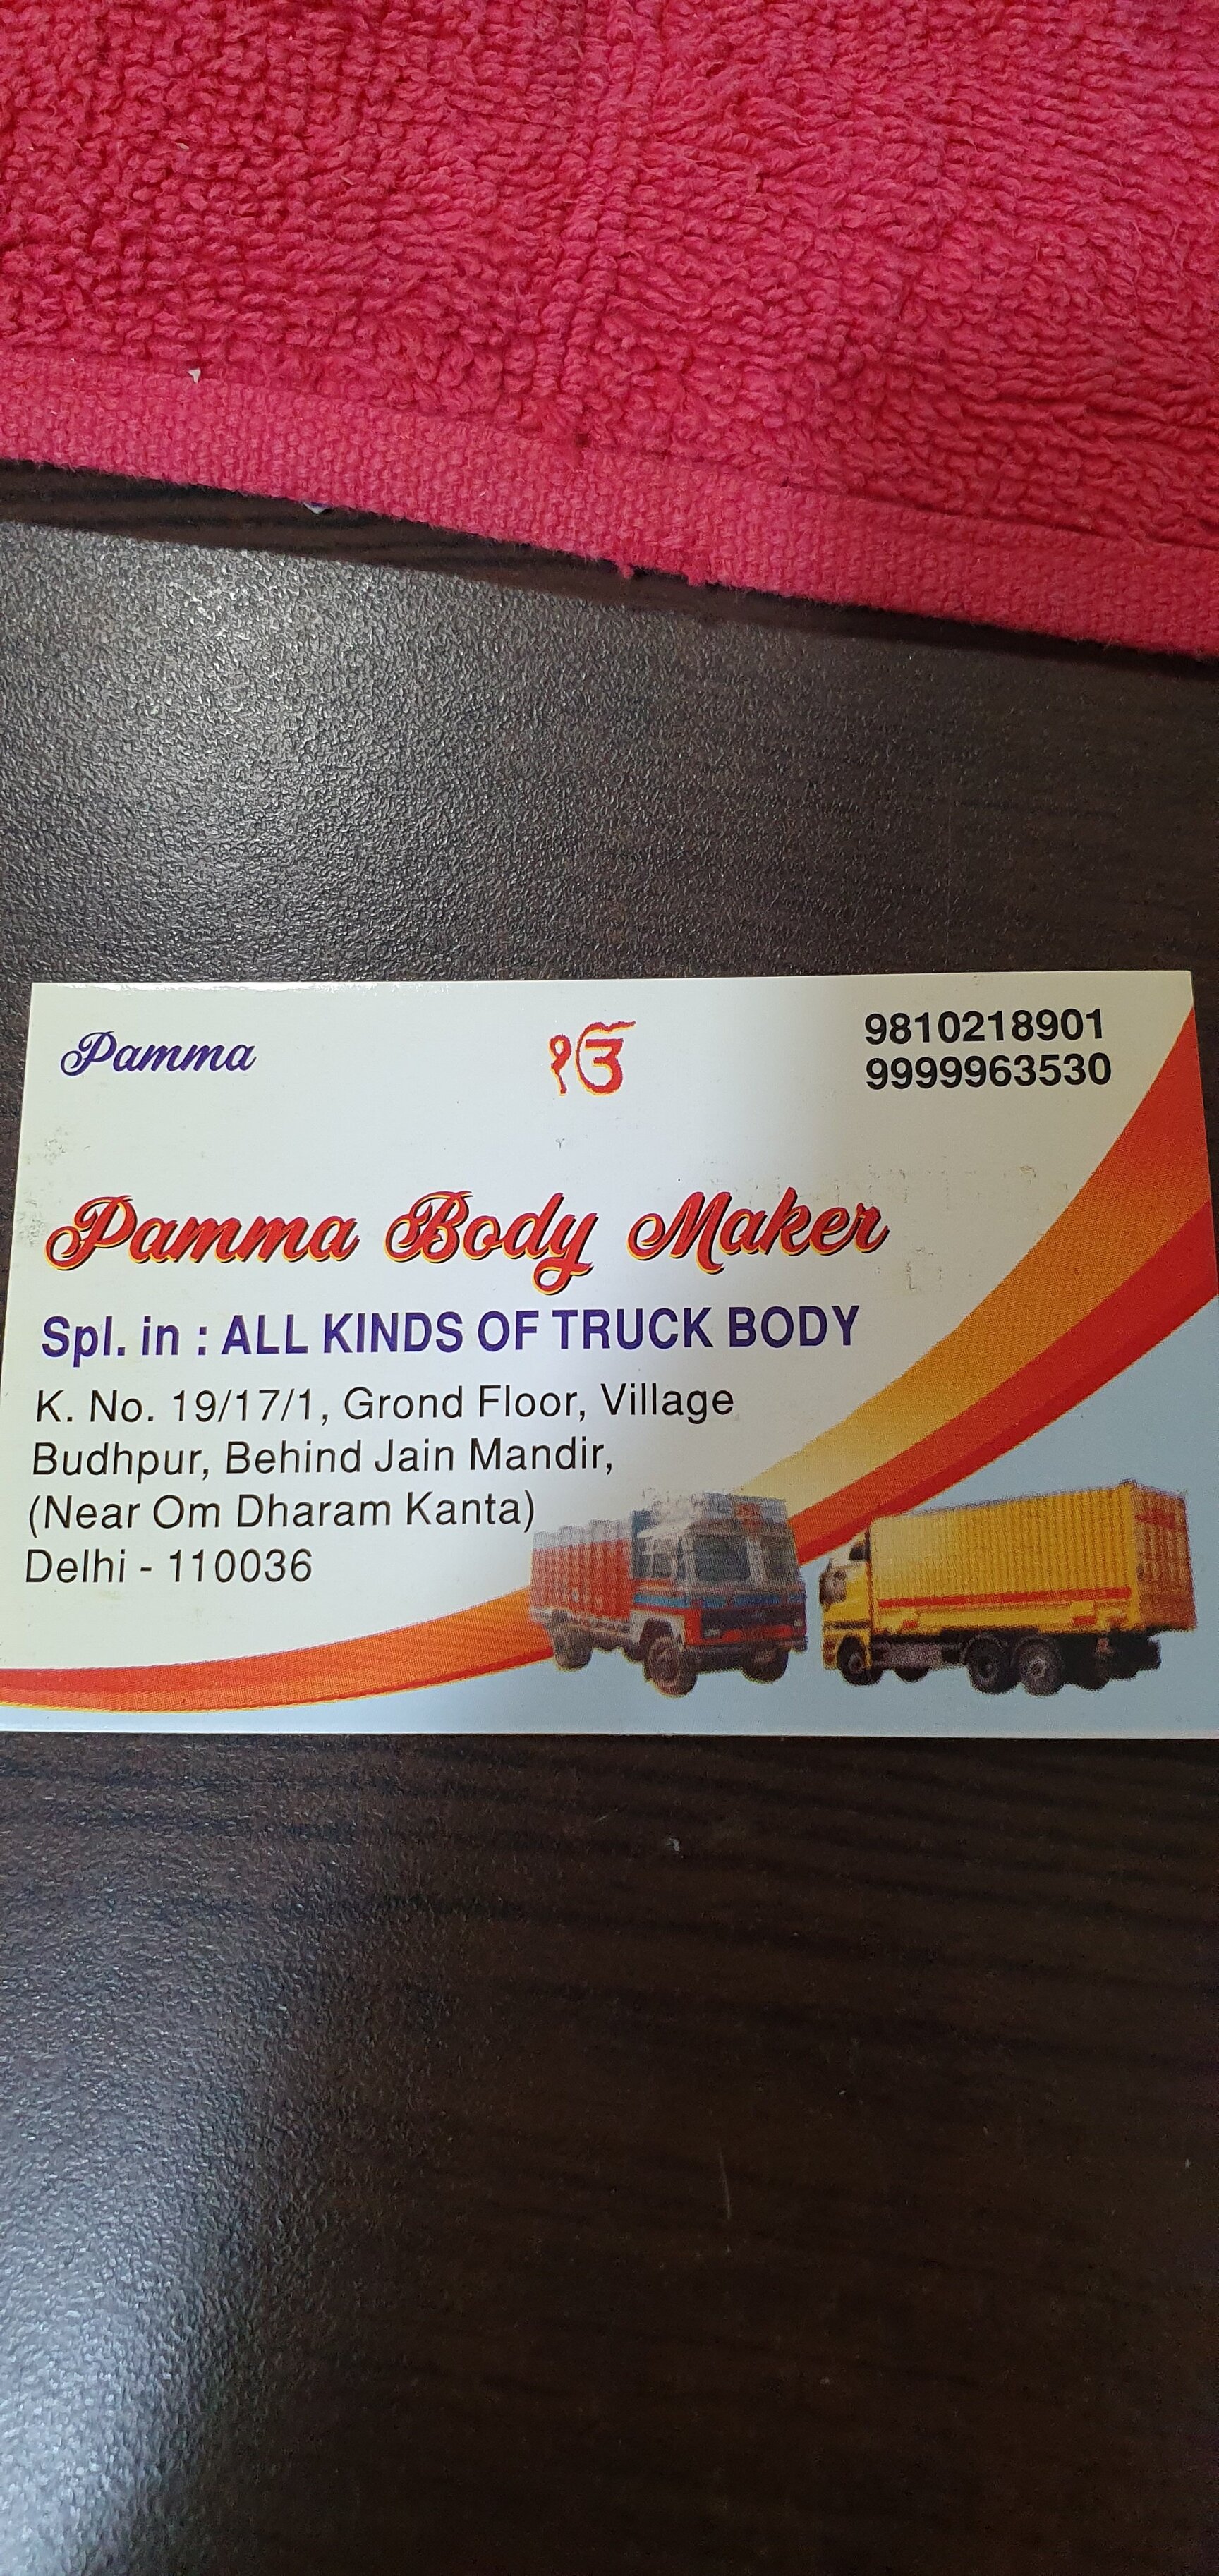 Pamma
ੴ
9810218901
9999963530
Pamma Body Maker
Spl. in : ALL KINDS OF TRUCK BODY
K. No. 19/17/1, Grond Floor, Village
Budhpur, Behind Jain Mandir,
(Near Om Dharam Kanta)
Delhi - 110036